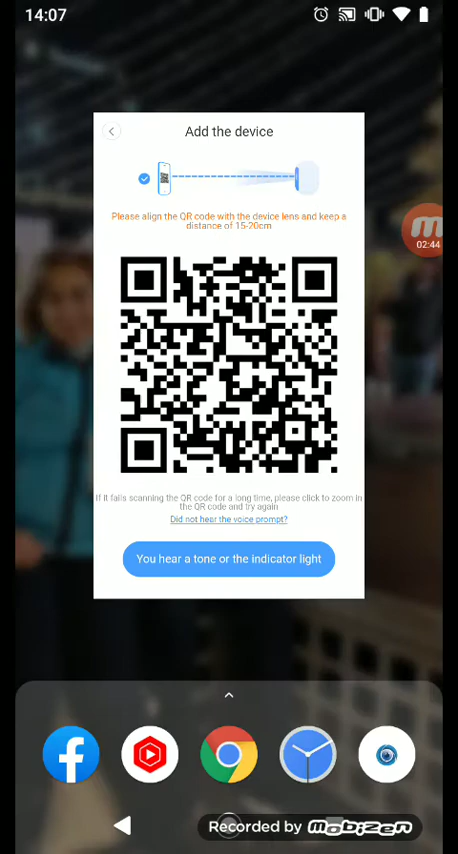 14:07
Add the device
Please align the QR code with the device lens and keep a
distance of 15-20cm
02:44
If it fails scanning the QR code for a long time, please click to zoom in
the QR code and try again
Did not hear the voice prompt?
You hear a tone or the indicator light
Recorded by mobizen